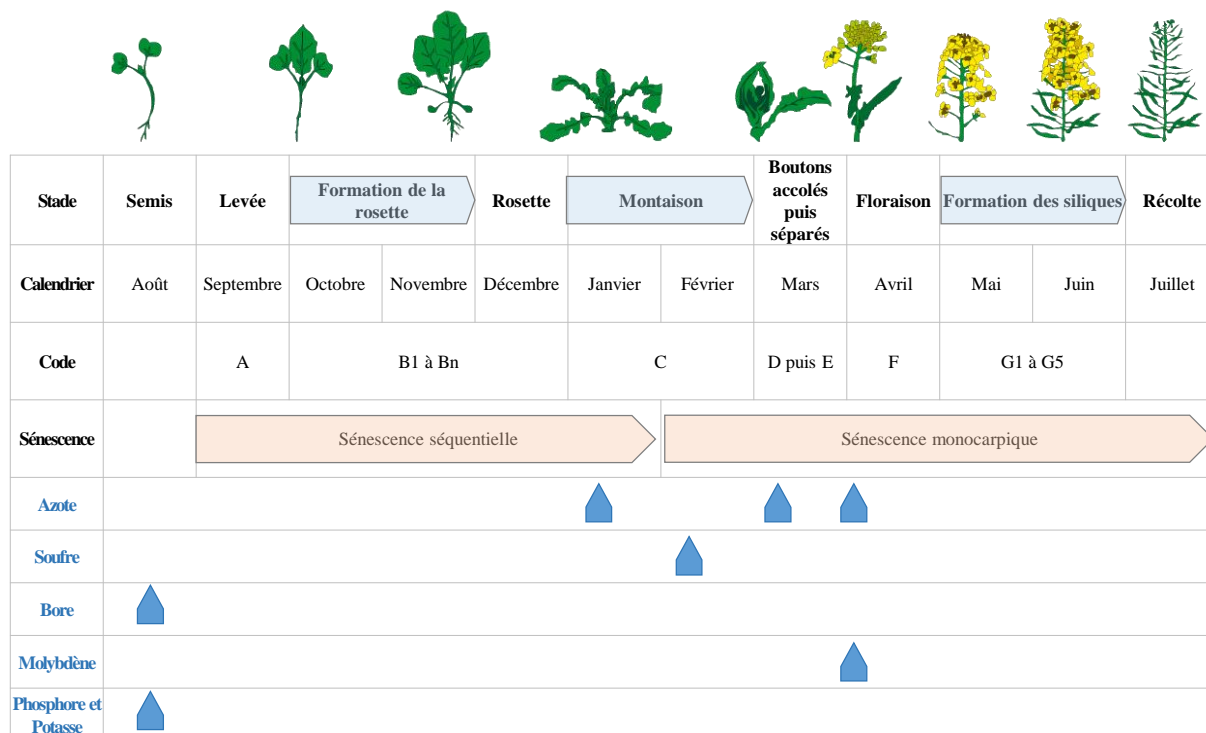 Stade Semis Levée Formation de la rosette Rosette Montaison Boutons accolés puis séparés Floraison Formation des siliques Récolte
Calendrier Août Septembre Octobre Novembre Décembre Janvier Février Mars Avril Mai Juin Juillet
Code A B1 à Bn C D puis E F G1 à G5
Sénescence Sénescence séquentielle Sénescence monocarpique
Azote
Soufre
Bore
Molybdène
Phosphore et
Potasse